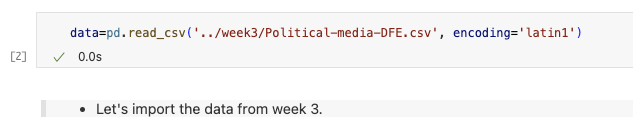 data=pd.read_csv('../week3/Political-media-DFE.csv', encoding='latin1')
[2] ✓ 0.0s
• Let's import the data from week 3.